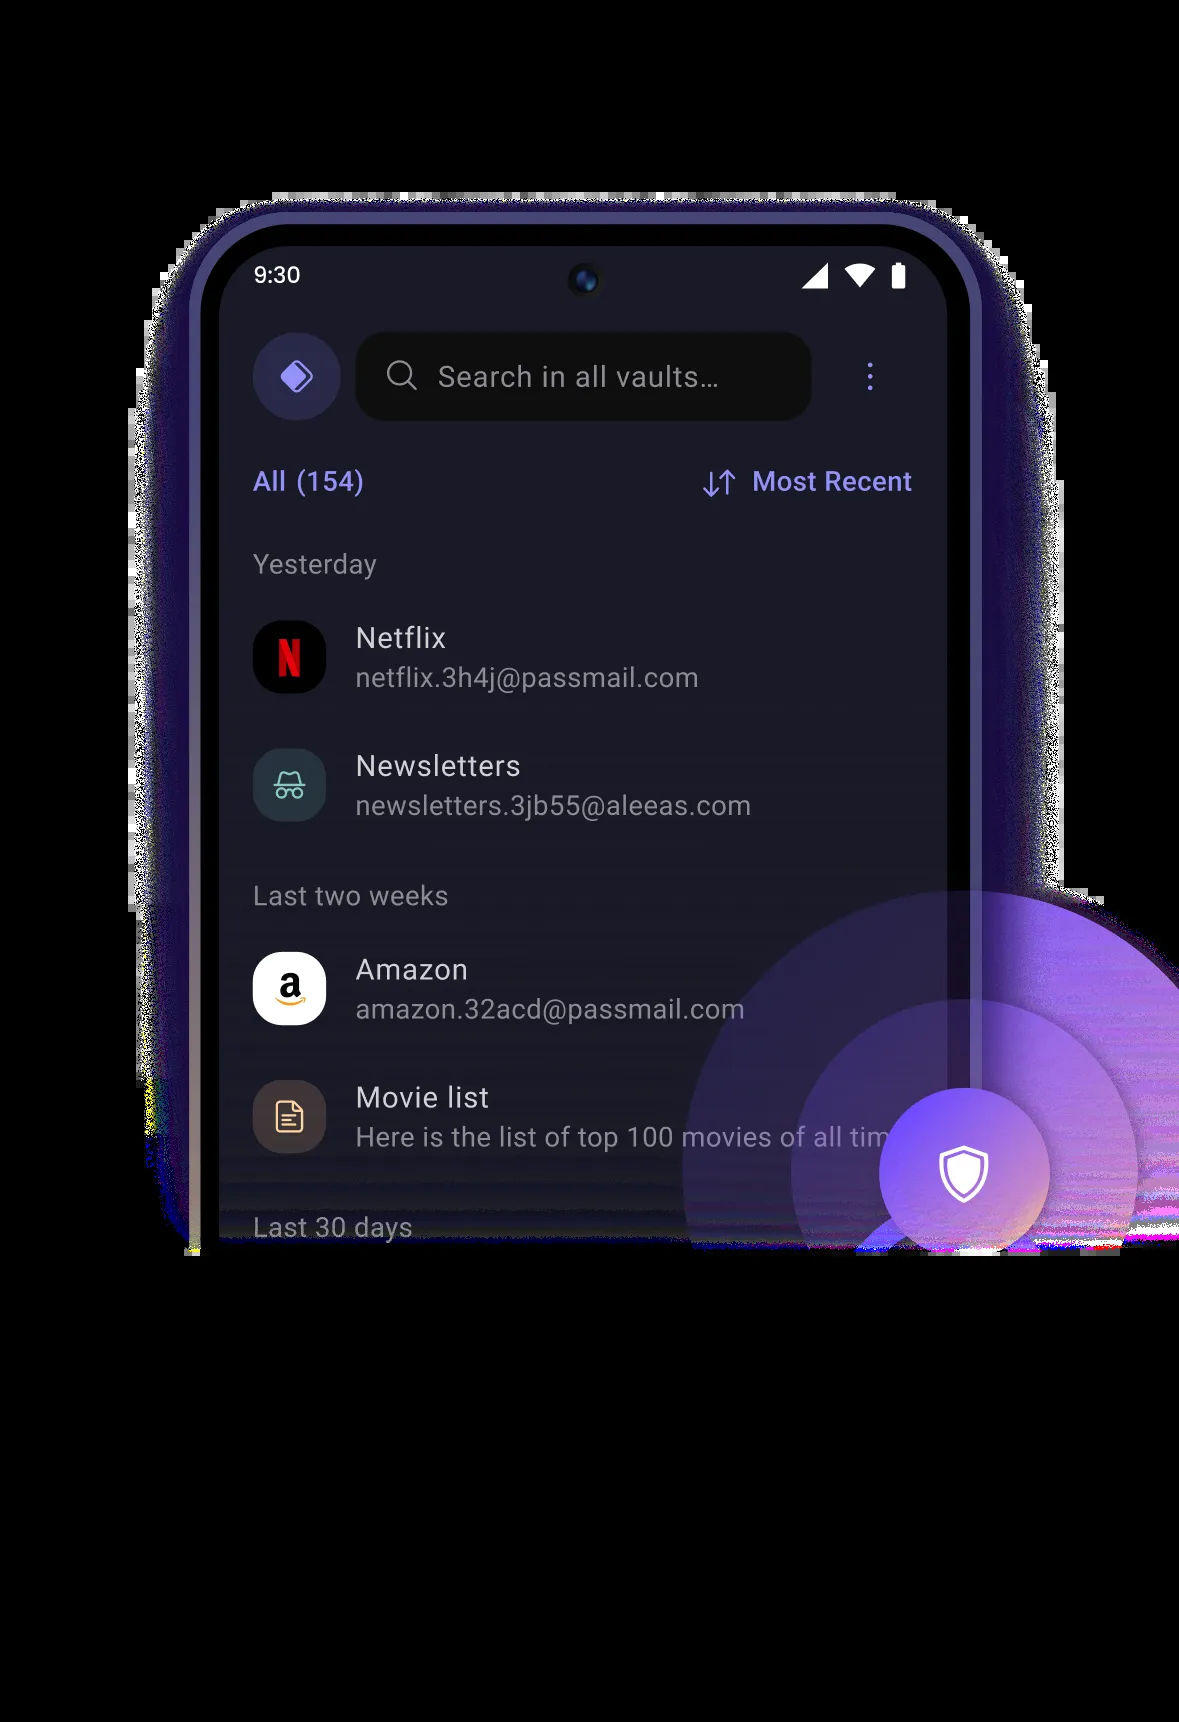 9:30
Search in all vaults...
All (154)
Most Recent
Yesterday
Netflix
netflix.3h4j@passmail.com
Newsletters
newsletters.3jb55@aleeas.com
Last two weeks
Amazon
amazon.32acd@passmail.com
Movie list
Here is the list of top 100 movies of all tim
Last 30 days